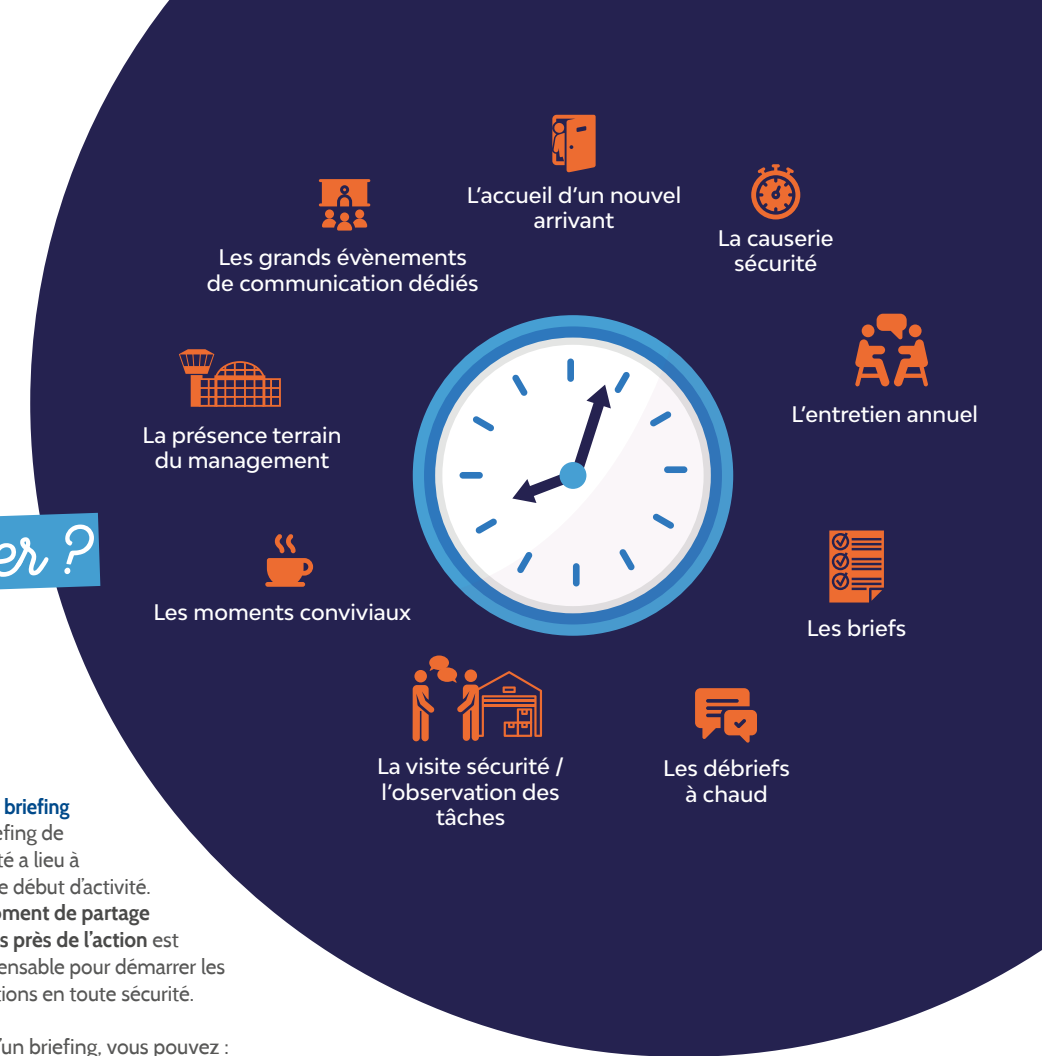 L'accueil d'un nouvel
arrivant
La causerie
sécurité
Les grands évènements
de communication dédiés
L'entretien annuel
La présence terrain
du management
er ?
Les moments conviviaux
Les briefs
La visite sécurité /
l'observation des
tâches
Les débriefs
à chaud
briefing
efing de
té a lieu à
e début d'activité.
oment de partage
s près de l'action est
ensable pour démarrer les
tions en toute sécurité.
'un briefing, vous pouvez :